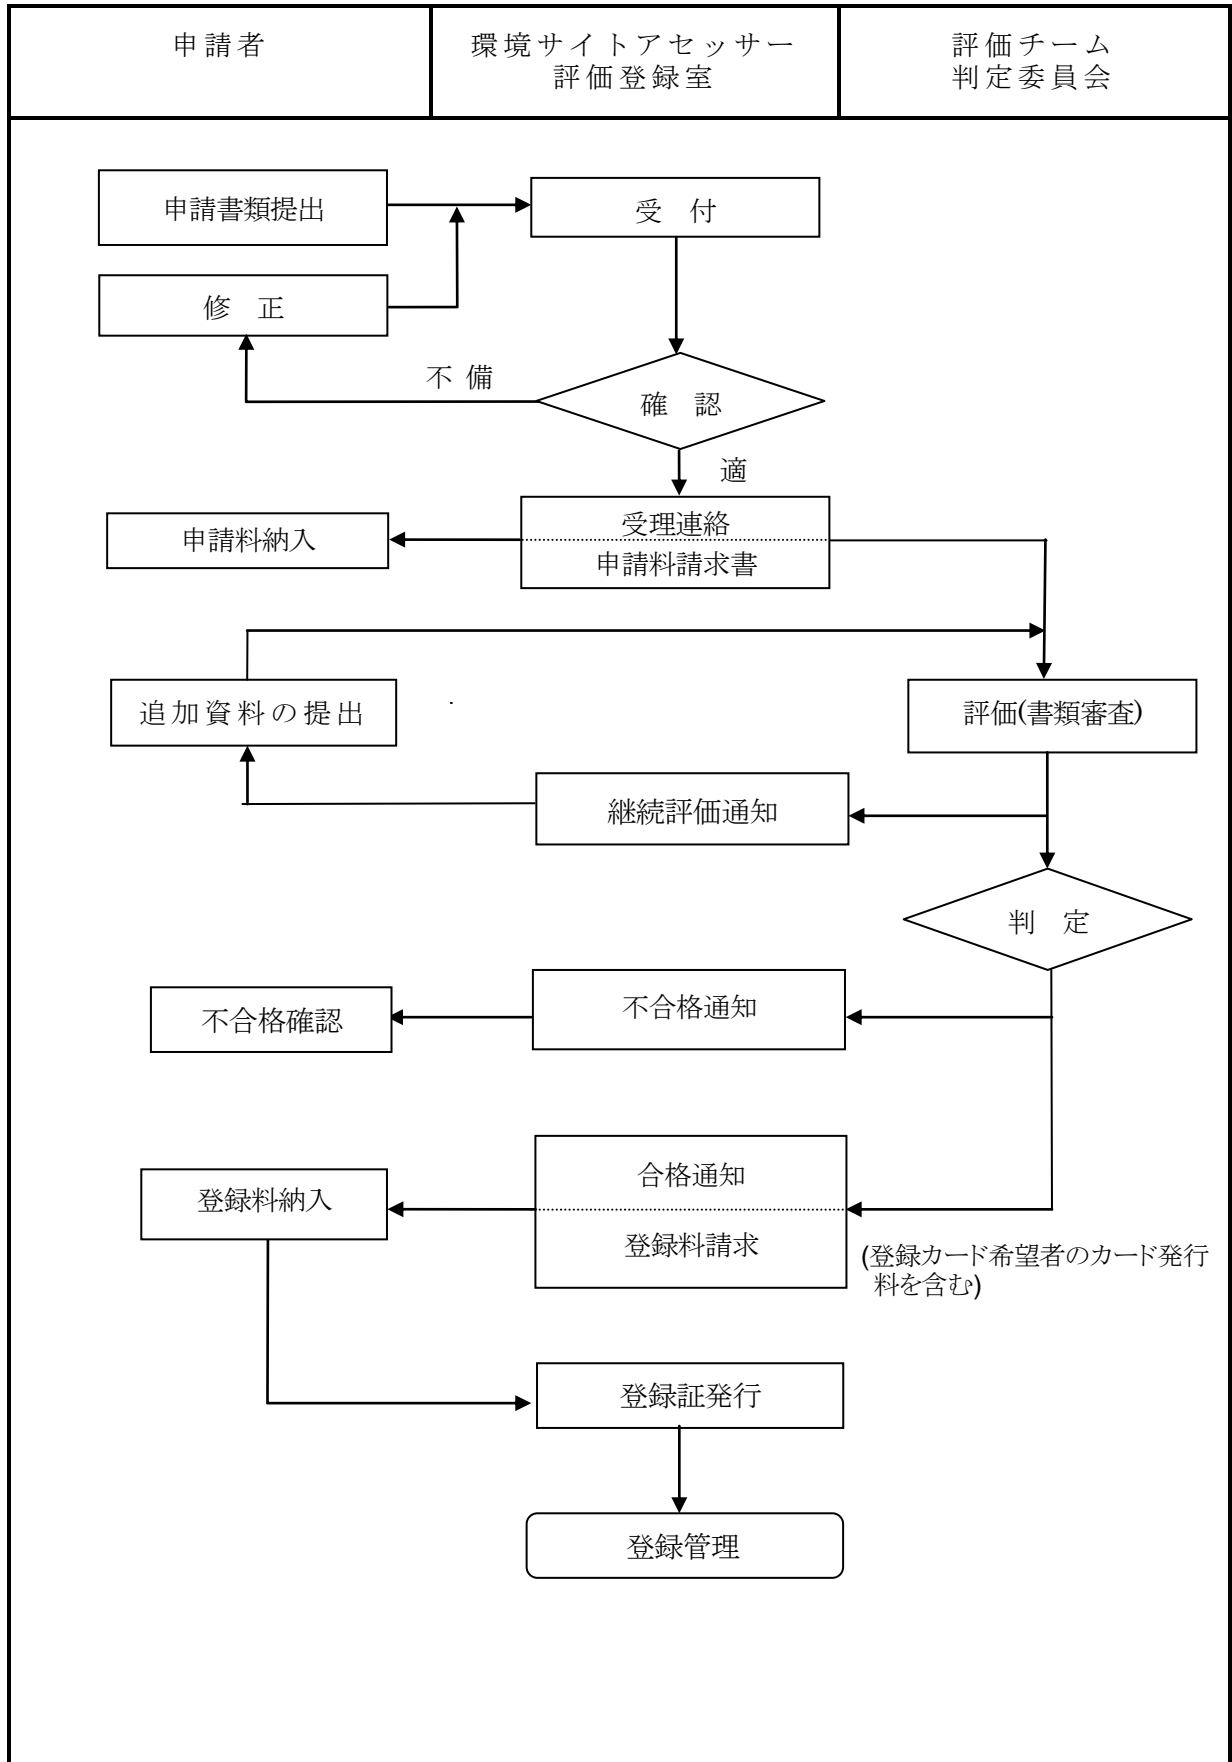 申請者
環境サイトアセッサー
評価登録室
評価チーム
判定委員会
申請書類提出
受　付
修　正
不 備
確　認
適
申請料納入
受理連絡
申請料請求書
追加資料の提出
評価(書類審査)
継続評価通知
判　定
不合格確認
不合格通知
合格通知
登録料納入
登録料請求
(登録カード希望者のカード発行
料を含む)
登録証発行
登録管理